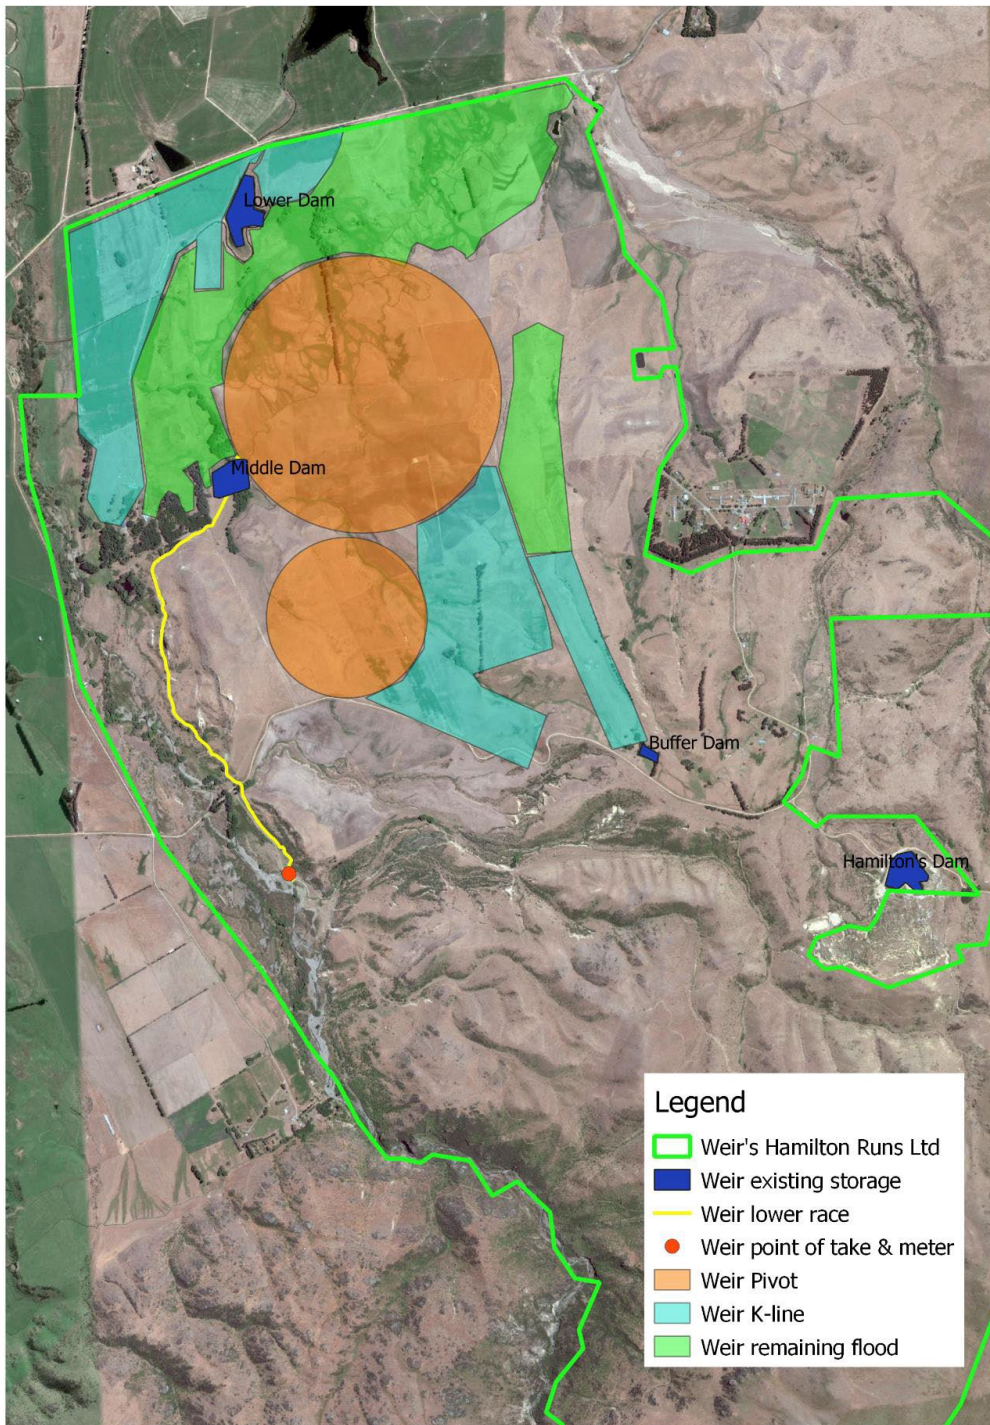 Lower Dam
Middle Dam
Buffer Dam
Hamilton's Dam
Legend
Weir's Hamilton Runs Ltd
Weir existing storage
Weir lower race
Weir point of take & meter
Weir Pivot
Weir K-line
Weir remaining flood